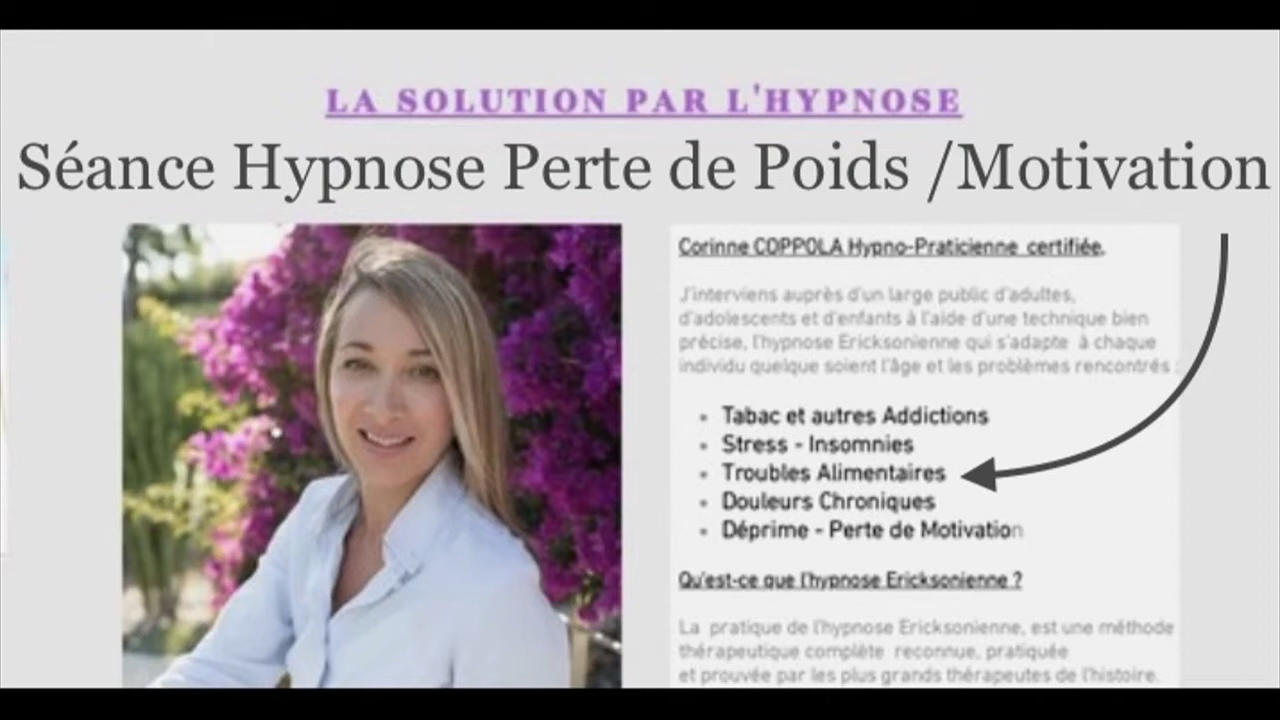 LA SOLUTION PAR L'HYPNOSE
Séance Hypnose Perte de Poids /Motivation
Corinne COPPOLA Hypno-Praticienne certifiée.
J'interviens auprès d'un large public d'adultes,
d'adolescents et d'enfants à l'aide d'une technique bien
précise, l'hypnose Ericksonienne qui s'adapte à chaque
individu quelque soient l'âge et les problèmes rencontrés :
• Tabac et autres Addictions
• Stress - Insomnies
• Troubles Alimentaires
• Douleurs Chroniques
• Déprime - Perte de Motivation
Qu'est-ce que l'hypnose Ericksonienne ?
La pratique de l'hypnose Ericksonienne, est une méthode
thérapeutique complète reconnue, pratiquée
et prouvée par les plus grands thérapeutes de l'histoire.